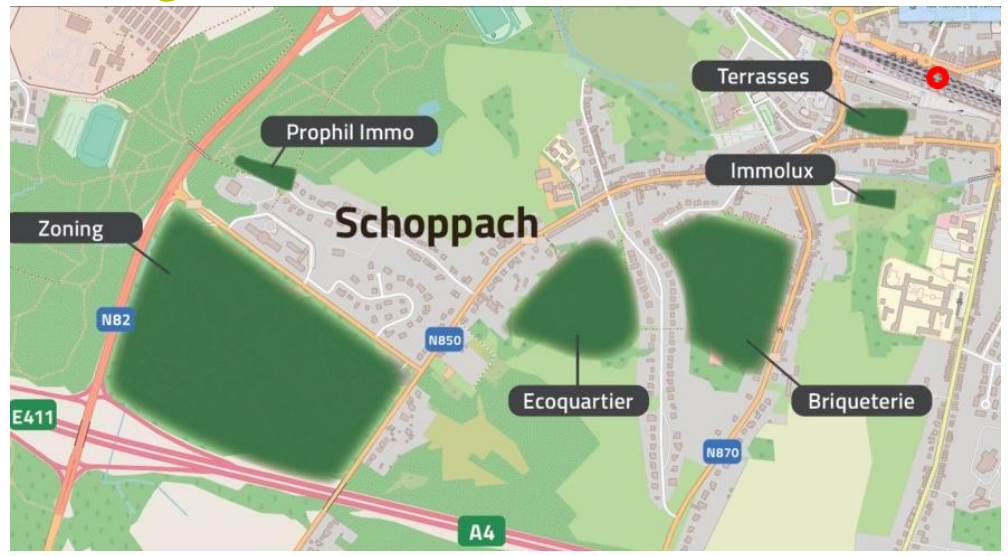 Terrasses
Prophil Immo
Immolux
Schoppach
Zoning
N82
N850
Ecoquartier
Briqueterie
E411
N870
A4